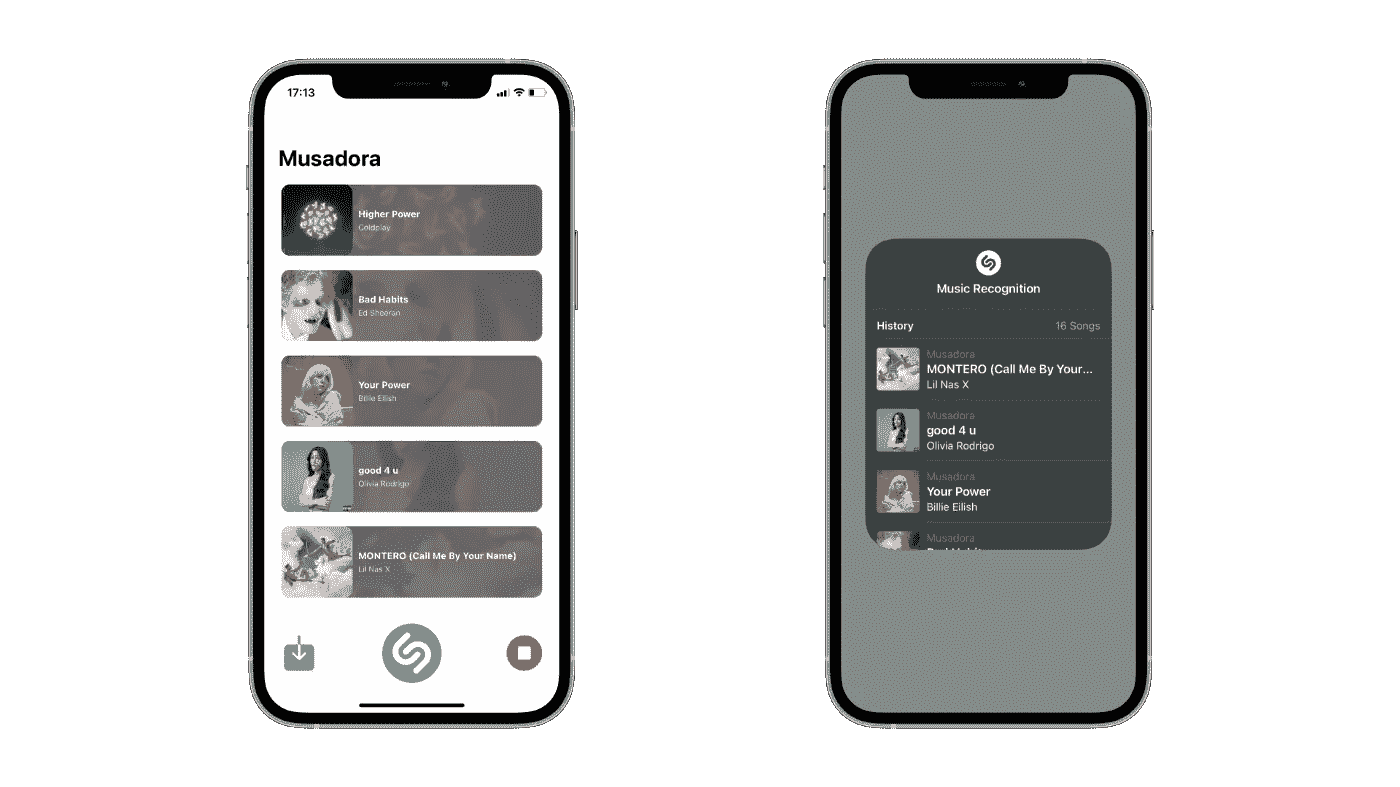 17:13
Musadora
Higher Power
Coldplay
Bad Habits
Ed Sheeran
Your Power
Billie Eilish
good 4 u
Olivia Rodrigo
MONTERO (Call Me By Your Name)
Lil Nas X
Music Recognition
History 16 Songs
Musadora
MONTERO (Call Me By Your...
Lil Nas X
Musadora
good 4 u
Olivia Rodrigo
Musadora
Your Power
Billie Eilish
Musadora